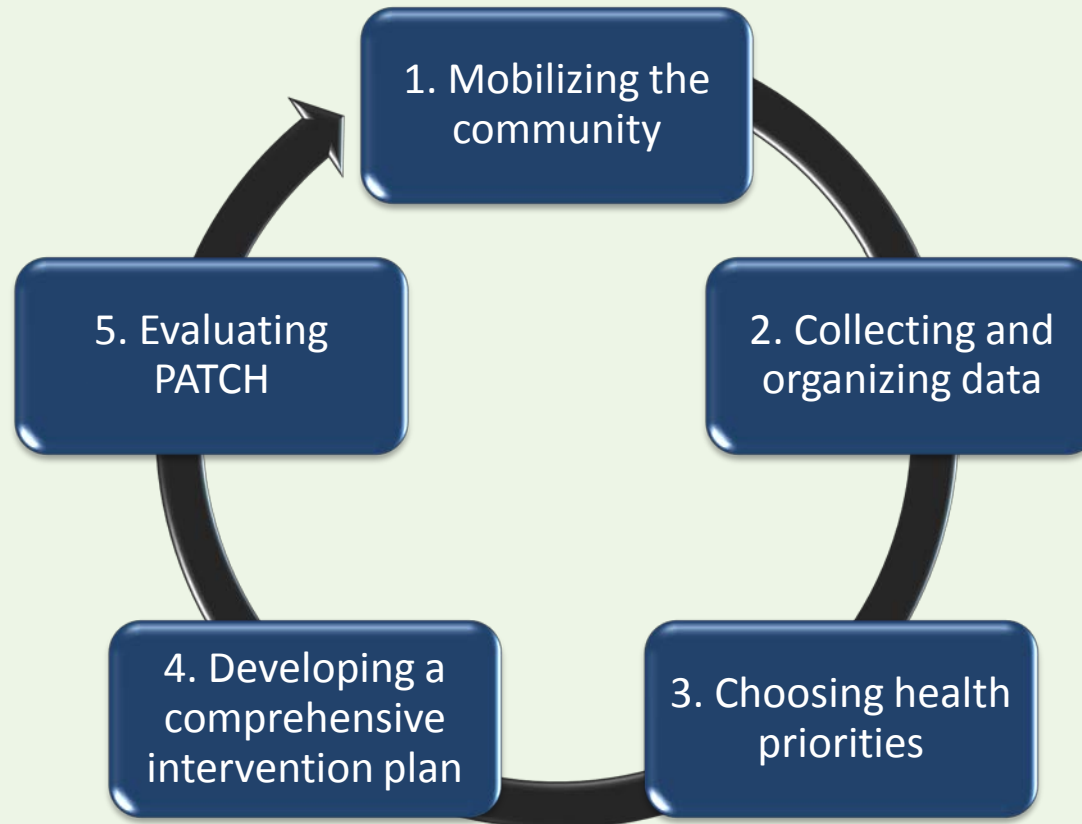 1. Mobilizing the
community
2. Collecting and
organizing data
3. Choosing health
priorities
4. Developing a
comprehensive
intervention plan
5. Evaluating
PATCH